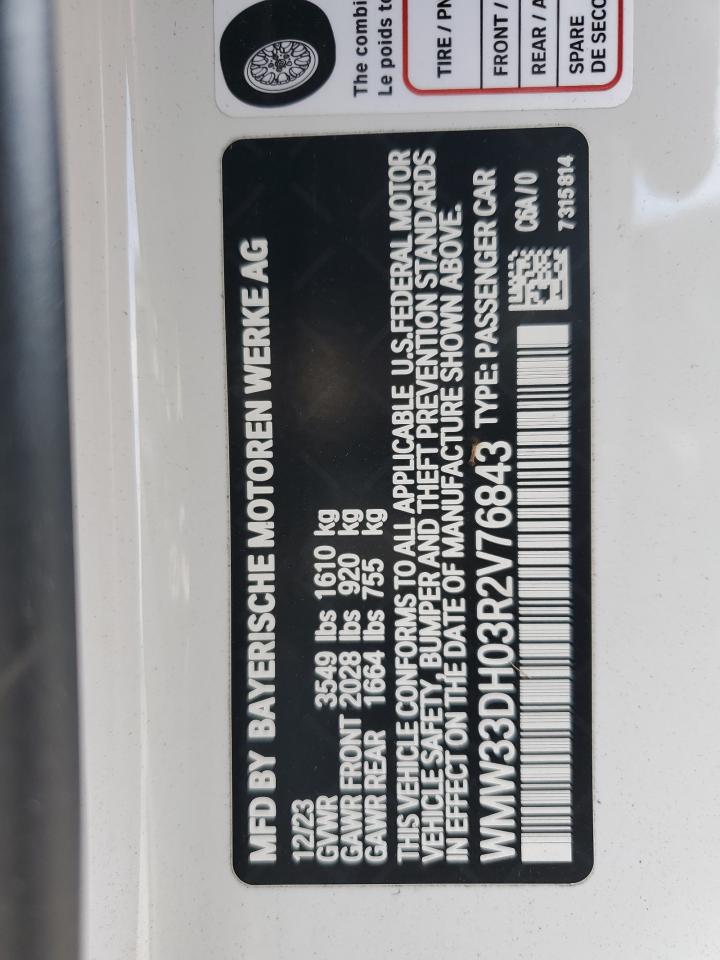 The combi
Le poids to
TIRE / PN
FRONT /
REAR / A
SPARE
DE SECO
MFD BY BAYERISCHE MOTOREN WERKE AG
12/23
GVWR 3549 lbs 1610 kg
GAWR FRONT 2028 lbs 920 kg
GAWR REAR 1664 lbs 755 kg
THIS VEHICLE CONFORMS TO ALL APPLICABLE U.S.FEDERAL MOTOR
VEHICLE SAFETY, BUMPER AND THEFT PREVENTION STANDARDS
IN EFFECT ON THE DATE OF MANUFACTURE SHOWN ABOVE.
WMW33DH03R2V76843 TYPE: PASSENGER CAR
C6A/0
7 315 814